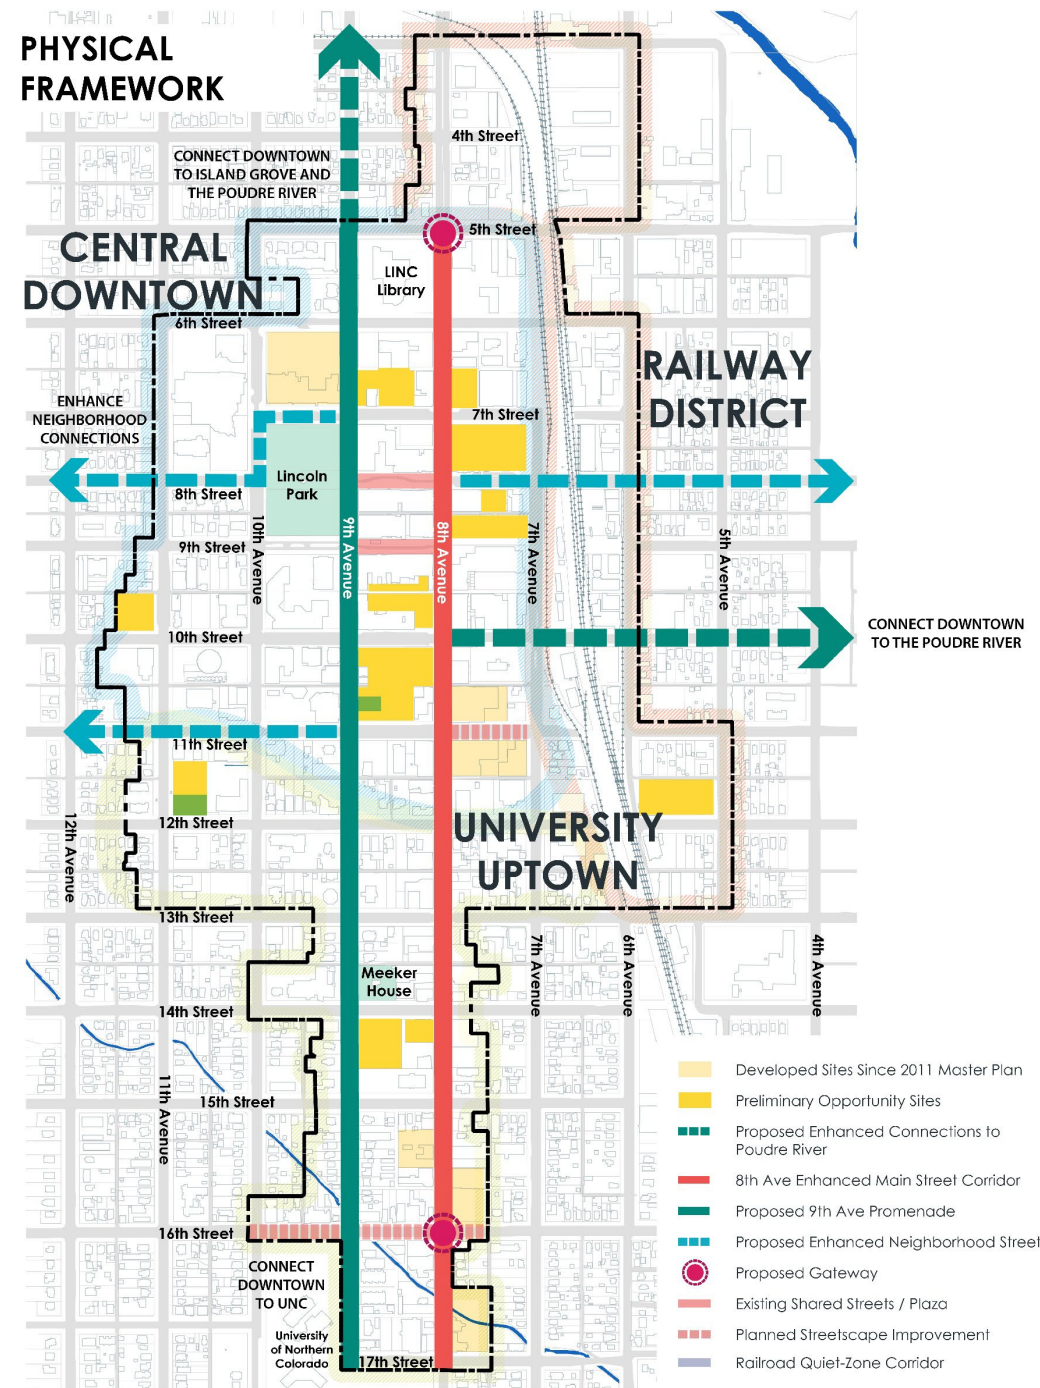 PHYSICAL
FRAMEWORK
CONNECT DOWNTOWN
TO ISLAND GROVE AND
THE POUDRE RIVER
4th Street
5th Street
CENTRAL
DOWNTOWN
LINC
Library
6th Street
RAILWAY
DISTRICT
ENHANCE
NEIGHBORHOOD
CONNECTIONS
7th Street
Lincoln
Park
8th Street
9th Street
10th Avenue
9th Avenue
8th Avenue
7th Avenue
5th Avenue
10th Street
CONNECT DOWNTOWN
TO THE POUDRE RIVER
11th Street
12th Avenue
12th Street
UNIVERSITY
UPTOWN
13th Street
7th Avenue
6th Avenue
4th Avenue
Meeker
House
14th Street
11th Avenue
15th Street
16th Street
CONNECT
DOWNTOWN
TO UNC
University
of Northern
Colorado
17th Street
Developed Sites Since 2011 Master Plan
Preliminary Opportunity Sites
Proposed Enhanced Connections to
Poudre River
8th Ave Enhanced Main Street Corridor
Proposed 9th Ave Promenade
Proposed Enhanced Neighborhood Street
Proposed Gateway
Existing Shared Streets / Plaza
Planned Streetscape Improvement
Railroad Quiet-Zone Corridor